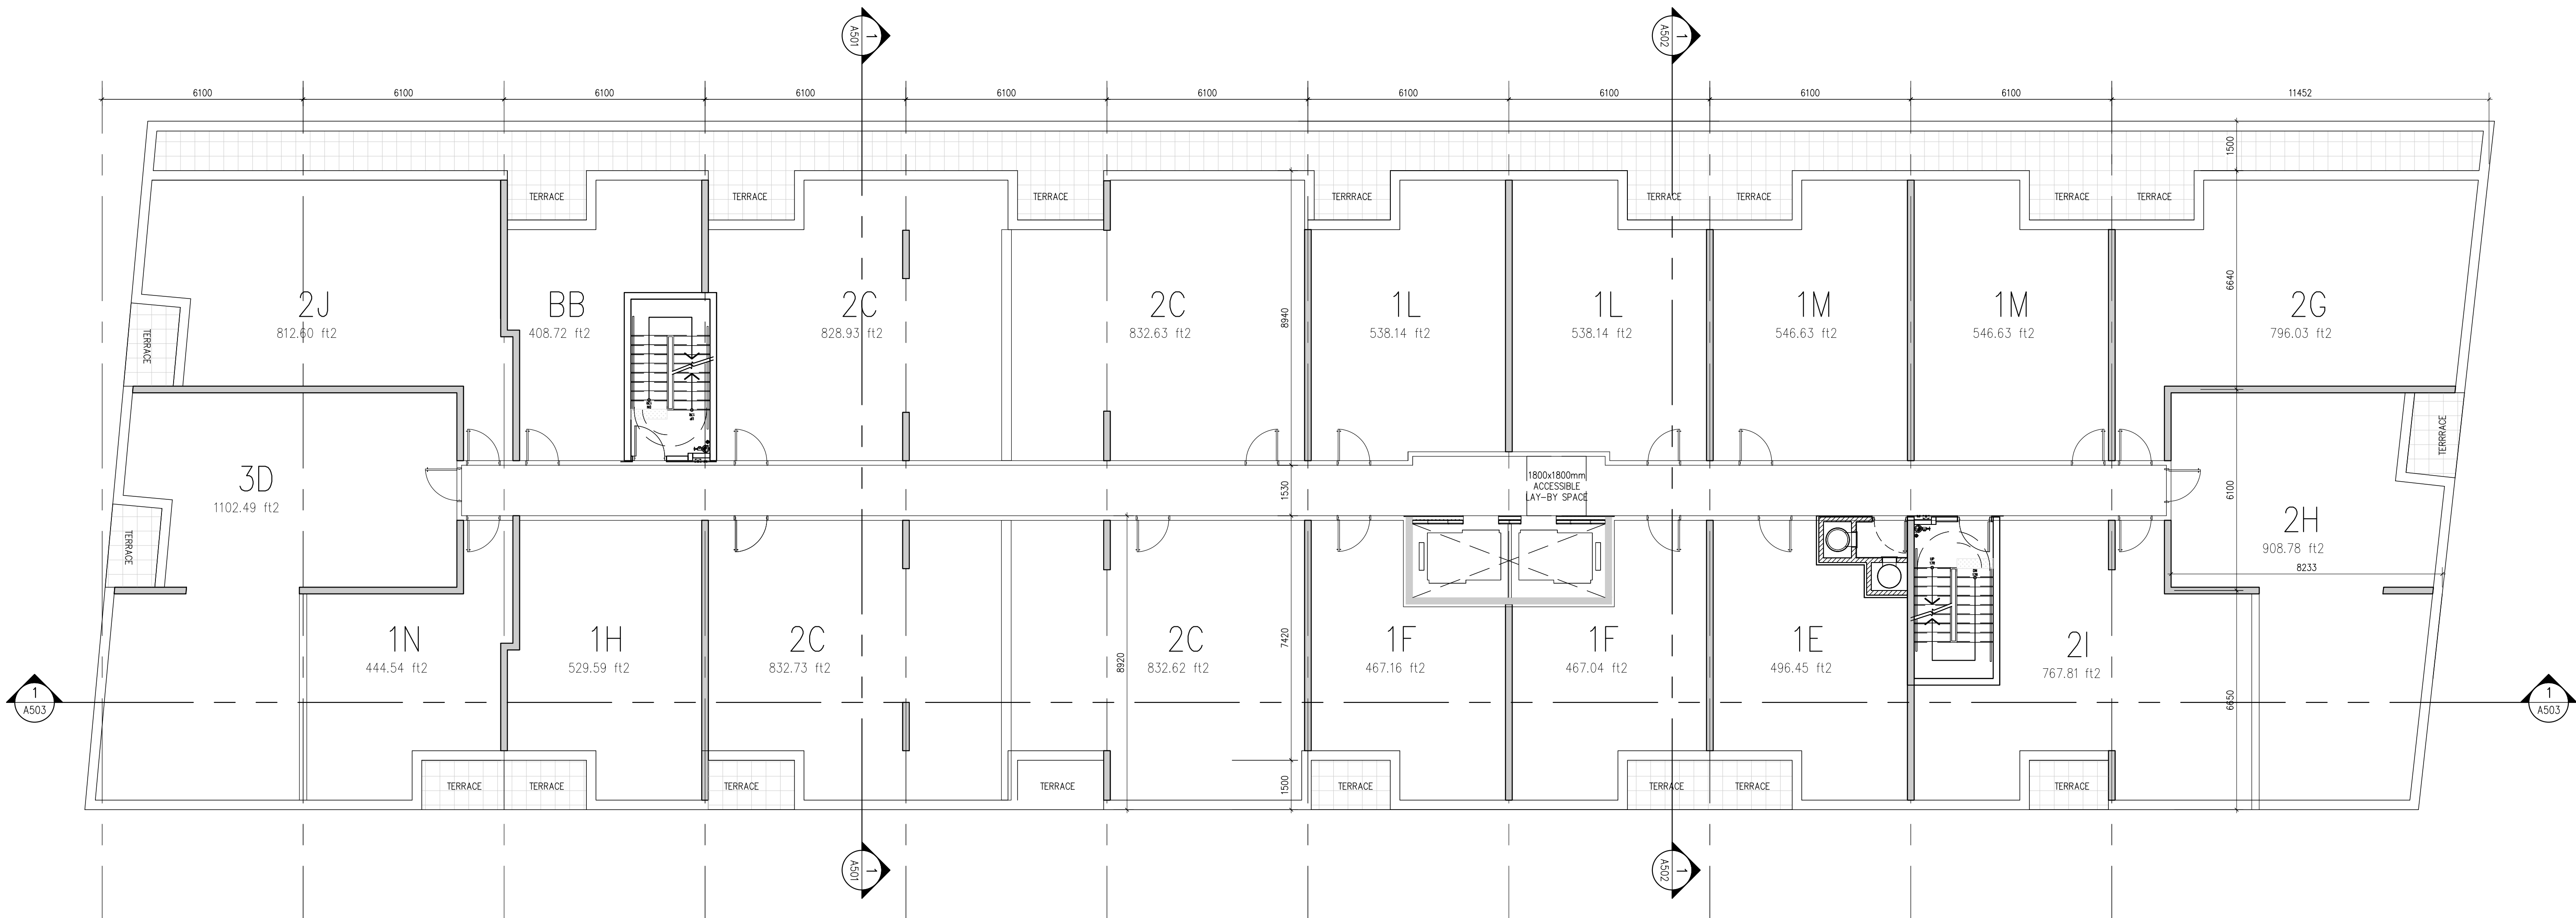 1
A501
1
A502
6100
6100
6100
6100
6100
6100
6100
6100
6100
6100
11452
1500
TERRACE
TERRACE
TERRACE
TERRRACE
TERRACE
TERRACE
TERRACE
TERRACE
2J
812.60 ft2
BB
408.72 ft2
2C
828.93 ft2
2C
832.63 ft2
8940
1L
538.14 ft2
1L
538.14 ft2
1M
546.63 ft2
1M
546.63 ft2
6640
2G
796.03 ft2
TERRACE
TERRRACE
3D
1102.49 ft2
1530
1800x1800mm
ACCESSIBLE
LAY-BY SPACE
6100
2H
908.78 ft2
8233
TERRACE
1N
444.54 ft2
1H
529.59 ft2
2C
832.73 ft2
8920
2C
832.62 ft2
7420
1F
467.16 ft2
1F
467.04 ft2
1E
496.45 ft2
2I
767.81 ft2
6650
1
A503
1
A503
TERRACE
TERRACE
TERRACE
TERRACE
1500
TERRACE
TERRACE
TERRACE
TERRACE
1
A501
1
A502